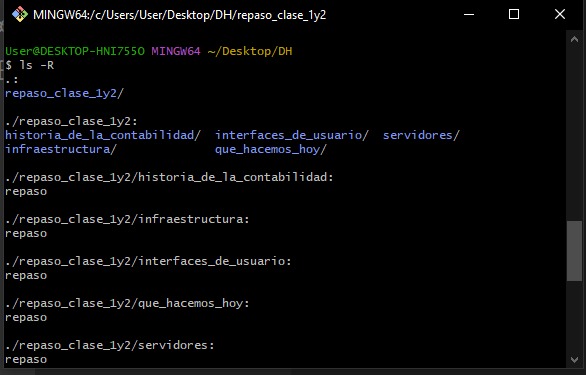 MINGW64:/c/Users/User/Desktop/DH/repaso_clase_1y2
User@DESKTOP-HNI755O MINGW64 ~/Desktop/DH
$ ls -R
.:
repaso_clase_1y2/
./repaso_clase_1y2:
historia_de_la_contabilidad/  interfaces_de_usuario/  servidores/
infraestructura/              que_hacemos_hoy/
./repaso_clase_1y2/historia_de_la_contabilidad:
repaso
./repaso_clase_1y2/infraestructura:
repaso
./repaso_clase_1y2/interfaces_de_usuario:
repaso
./repaso_clase_1y2/que_hacemos_hoy:
repaso
./repaso_clase_1y2/servidores:
repaso